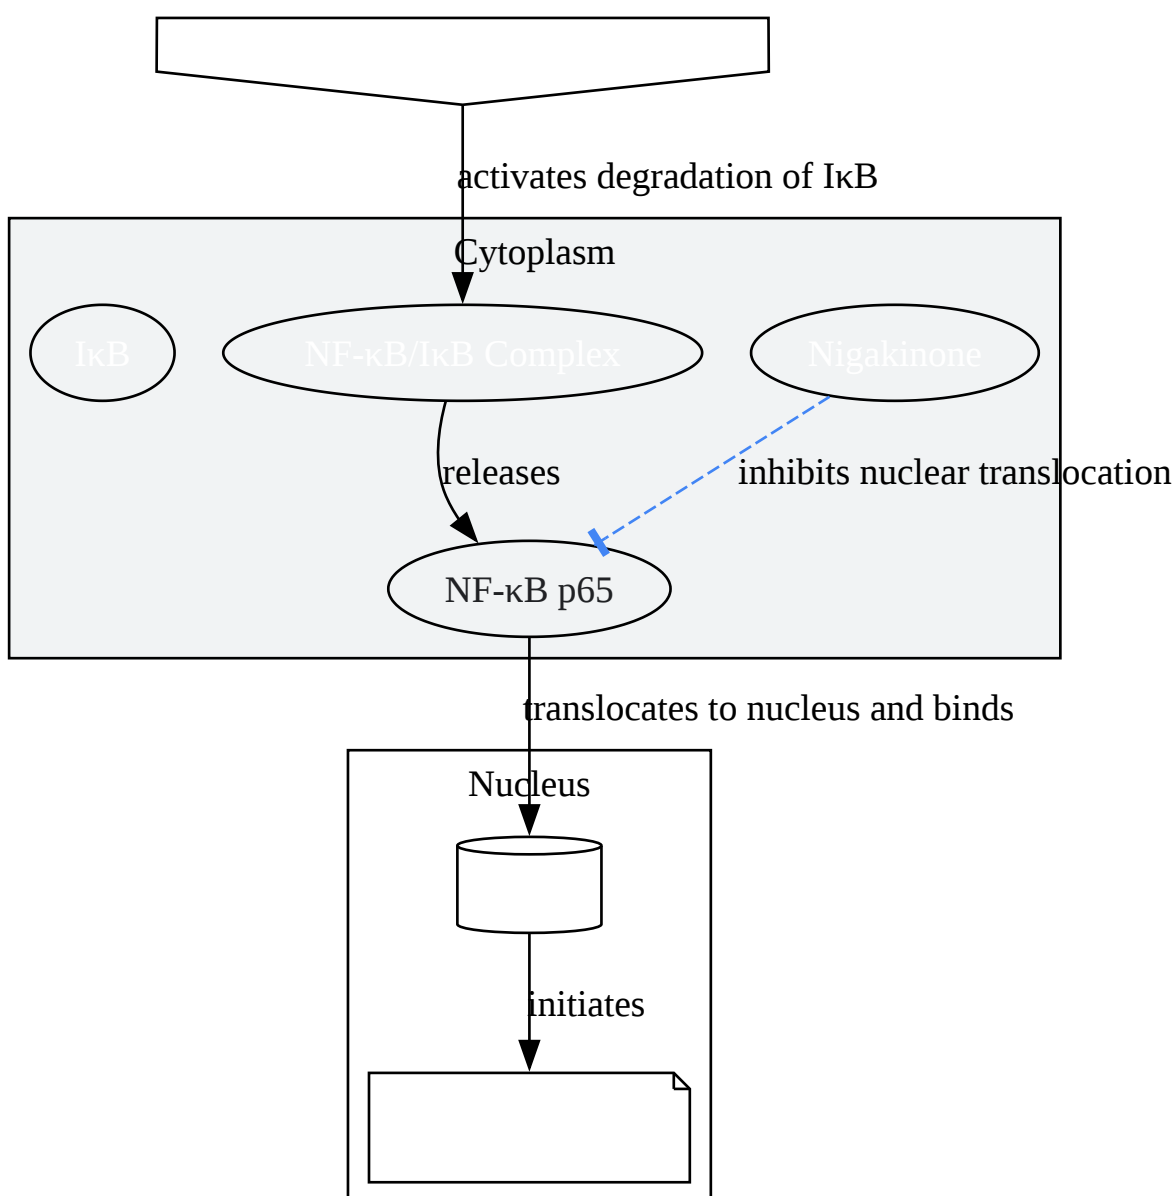 activates degradation of IκB
Cytoplasm
IκB
NF-κB/IκB Complex
Nigakinone
releases
inhibits nuclear translocation
NF-κB p65
translocates to nucleus and binds
Nucleus
initiates